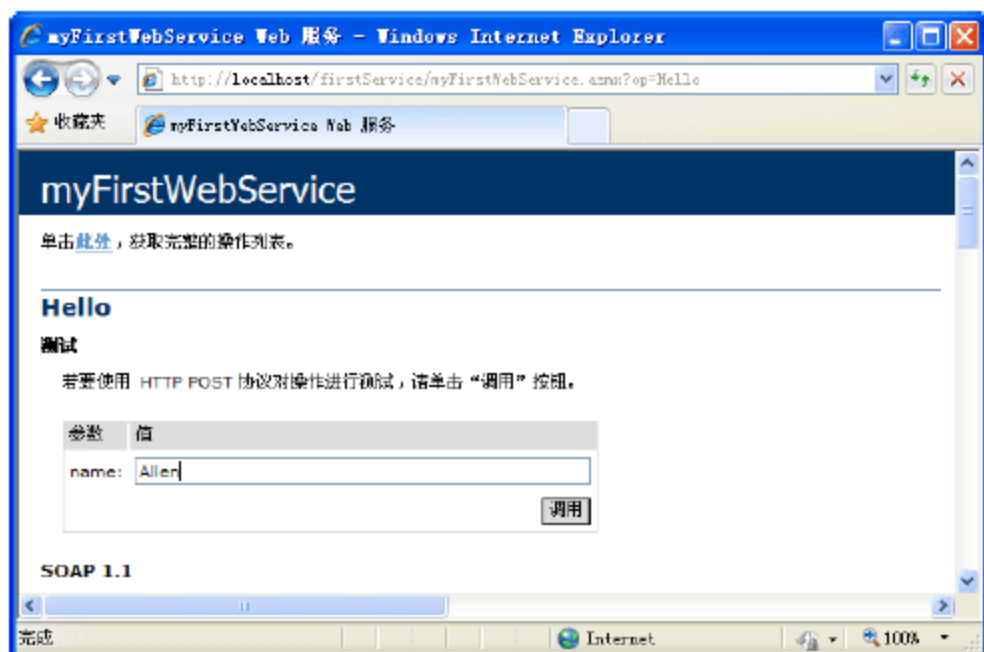 myFirstWebService Web 服务 - Windows Internet Explorer
http://localhost/firstService/myFirstWebService.asmx?op=Hello
收藏夹 myFirstWebService Web 服务
myFirstWebService
单击此处，获取完整的操作列表。
Hello
测试
若要使用 HTTP POST 协议对操作进行测试，请单击“调用”按钮。
参数 值
name: Allen
调用
SOAP 1.1
完成 Internet 100%